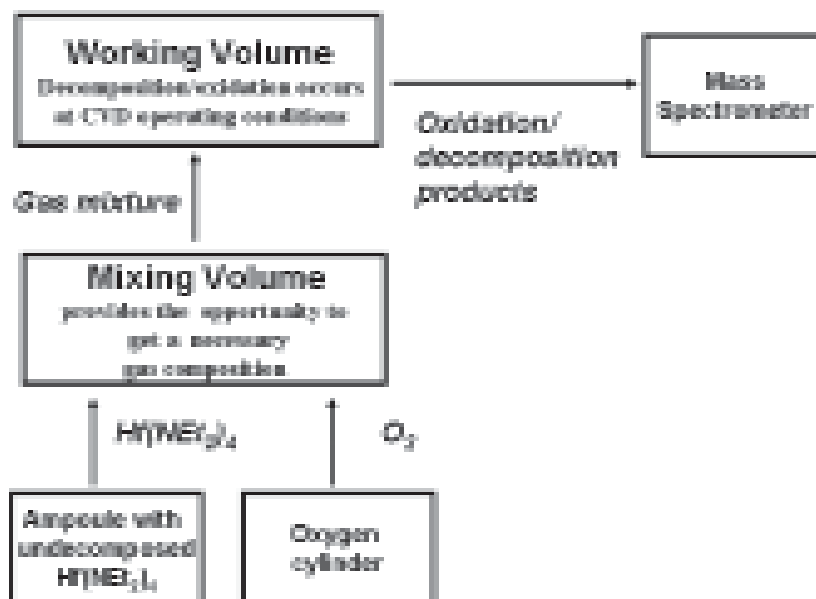 Working Volume
Decomposition/oxidation occurs
at CVD operating conditions
Mass
Spectrometer
Oxidation/
decomposition
products
Gas mixture
Mixing Volume
provides the opportunity to
get a necessary
gas composition
Hf(NEt₂)₄
O₂
Ampoule with
undecomposed
Hf(NEt₂)₄
Oxygen
cylinder